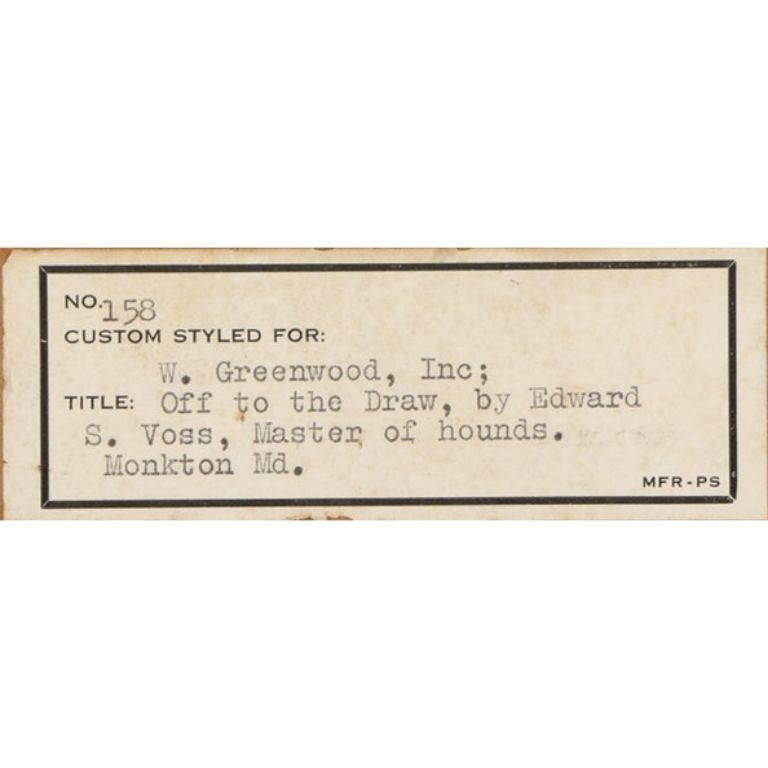 NO. 158
CUSTOM STYLED FOR:
W. Greenwood, Inc;
TITLE: Off to the Draw, by Edward
S. Voss, Master of hounds.
Monkton Md.
MFR-PS